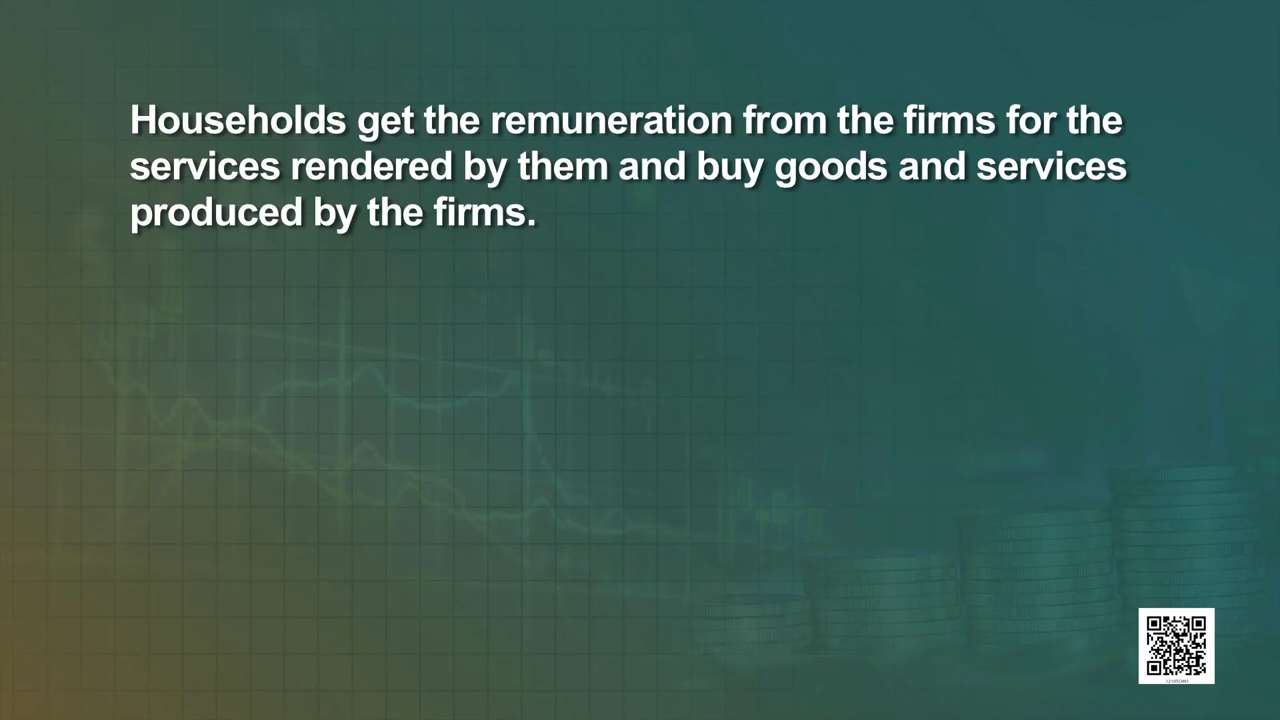 Households get the remuneration from the firms for the
services rendered by them and buy goods and services
produced by the firms.